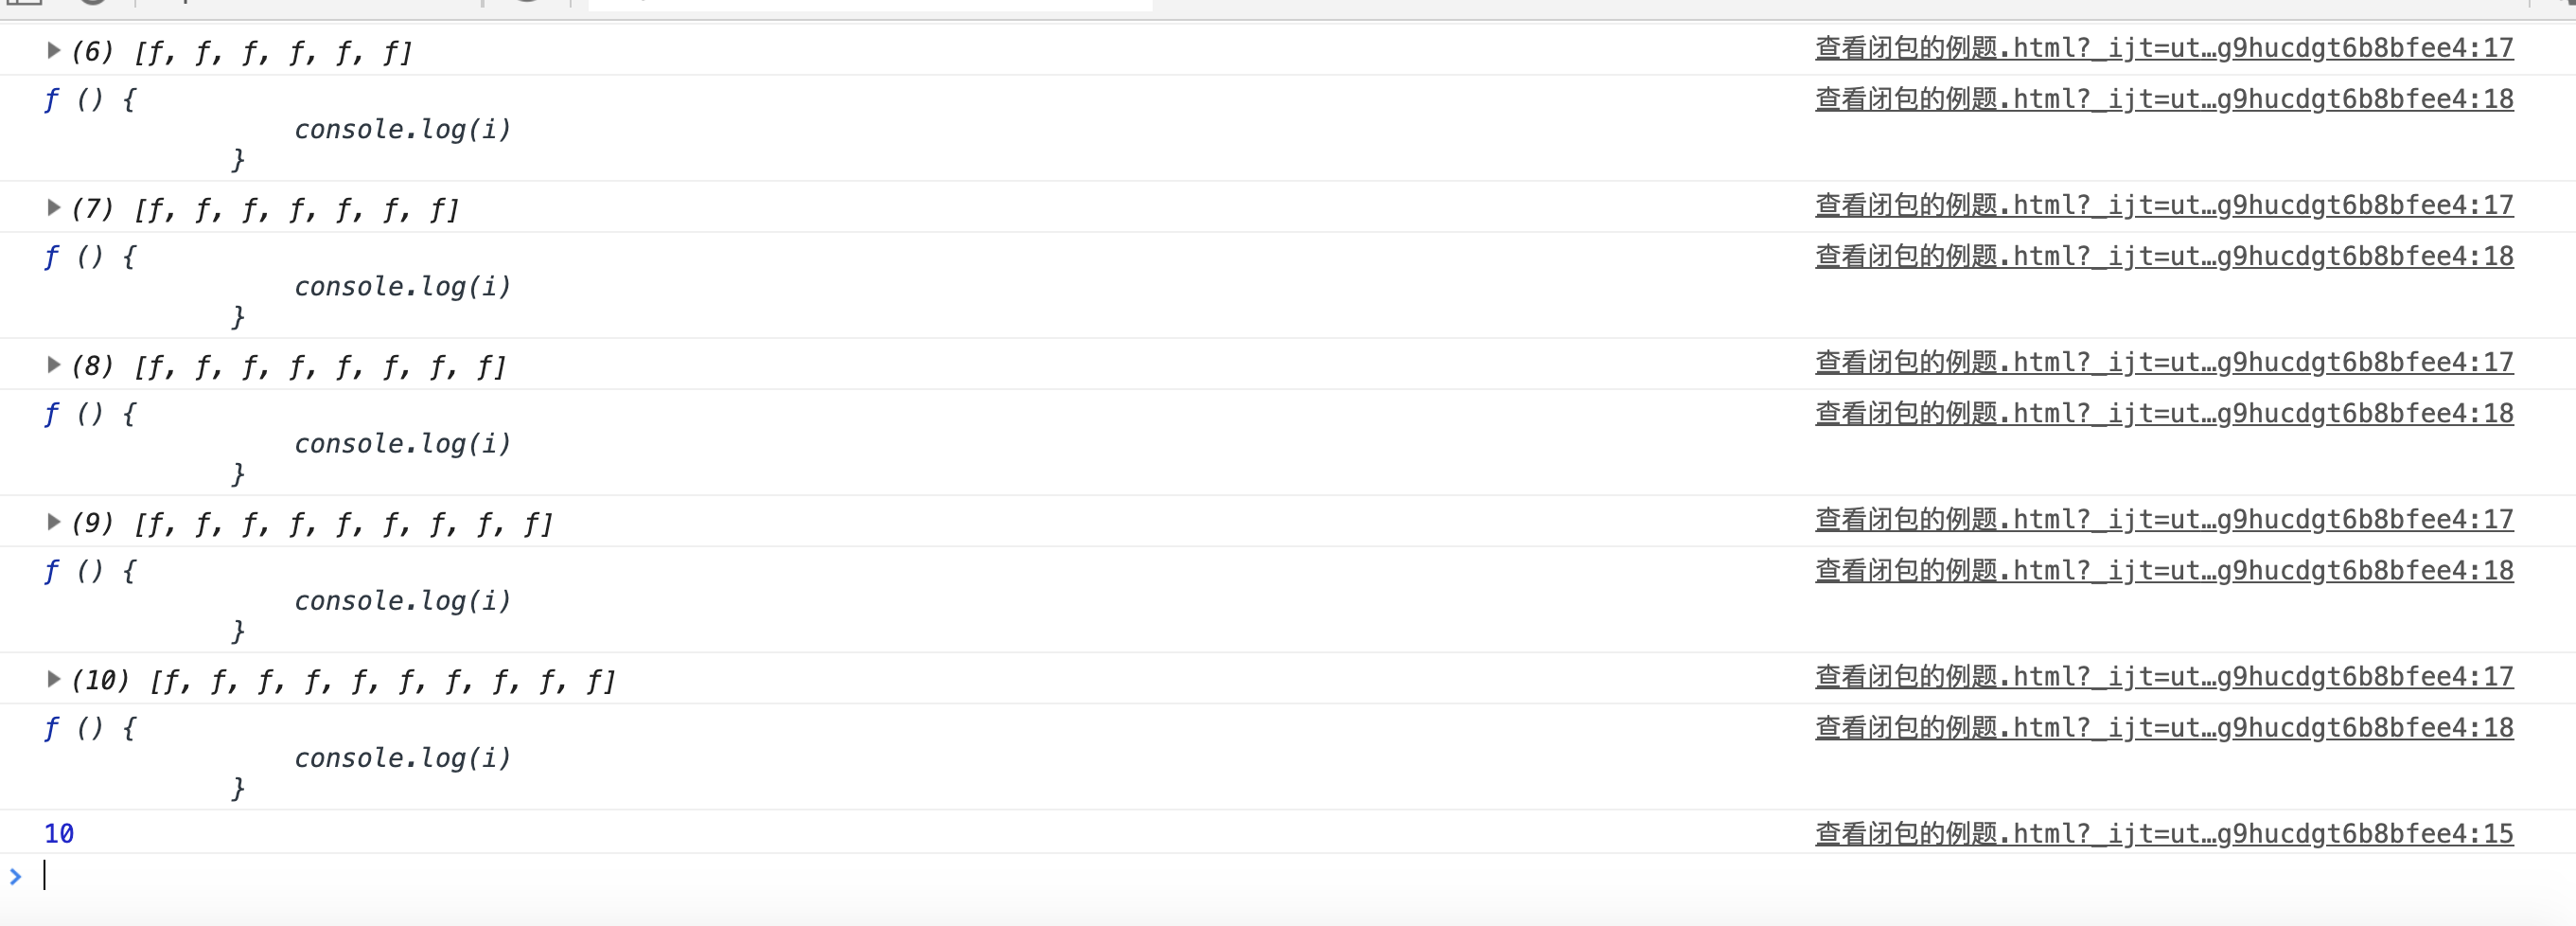 (6) [f, f, f, f, f, f] 查看闭包的例题.html?_ijt=ut…g9hucdgt6b8bfee4:17
f () { 查看闭包的例题.html?_ijt=ut…g9hucdgt6b8bfee4:18
console.log(i)
}
(7) [f, f, f, f, f, f, f] 查看闭包的例题.html?_ijt=ut…g9hucdgt6b8bfee4:17
f () { 查看闭包的例题.html?_ijt=ut…g9hucdgt6b8bfee4:18
console.log(i)
}
(8) [f, f, f, f, f, f, f, f] 查看闭包的例题.html?_ijt=ut…g9hucdgt6b8bfee4:17
f () { 查看闭包的例题.html?_ijt=ut…g9hucdgt6b8bfee4:18
console.log(i)
}
(9) [f, f, f, f, f, f, f, f, f] 查看闭包的例题.html?_ijt=ut…g9hucdgt6b8bfee4:17
f () { 查看闭包的例题.html?_ijt=ut…g9hucdgt6b8bfee4:18
console.log(i)
}
(10) [f, f, f, f, f, f, f, f, f, f] 查看闭包的例题.html?_ijt=ut…g9hucdgt6b8bfee4:17
f () { 查看闭包的例题.html?_ijt=ut…g9hucdgt6b8bfee4:18
console.log(i)
}
10 查看闭包的例题.html?_ijt=ut…g9hucdgt6b8bfee4:15
>